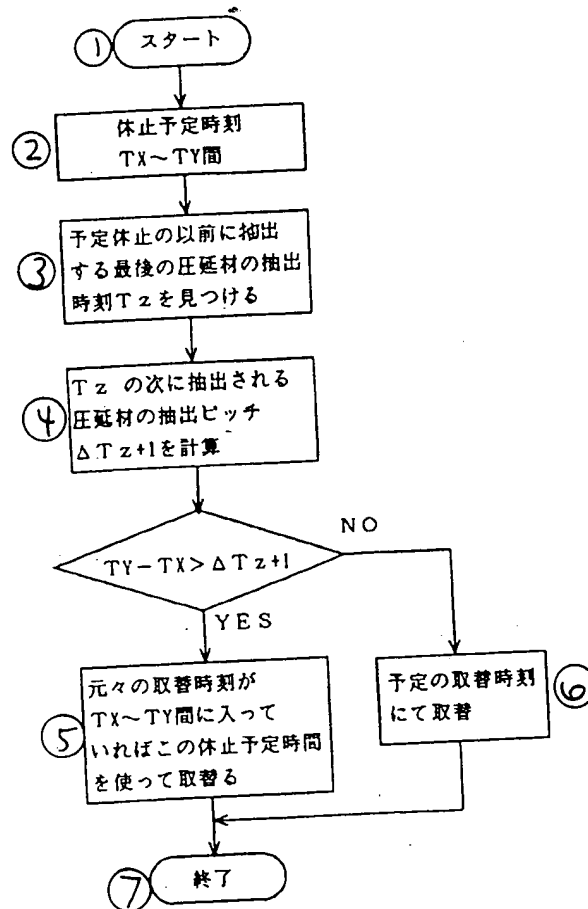 ① スタート
② 休止予定時刻
TX~TY間
③ 予定休止の以前に抽出
する最後の圧延材の抽出
時刻Tzを見つける
④ Tz の次に抽出される
圧延材の抽出ピッチ
ΔTz+1を計算
TY-TX>ΔTz+1
NO
YES
⑤ 元々の取替時刻が
TX~TY間に入って
いればこの休止予定時間
を使って取替る
⑥ 予定の取替時刻
にて取替
⑦ 終了